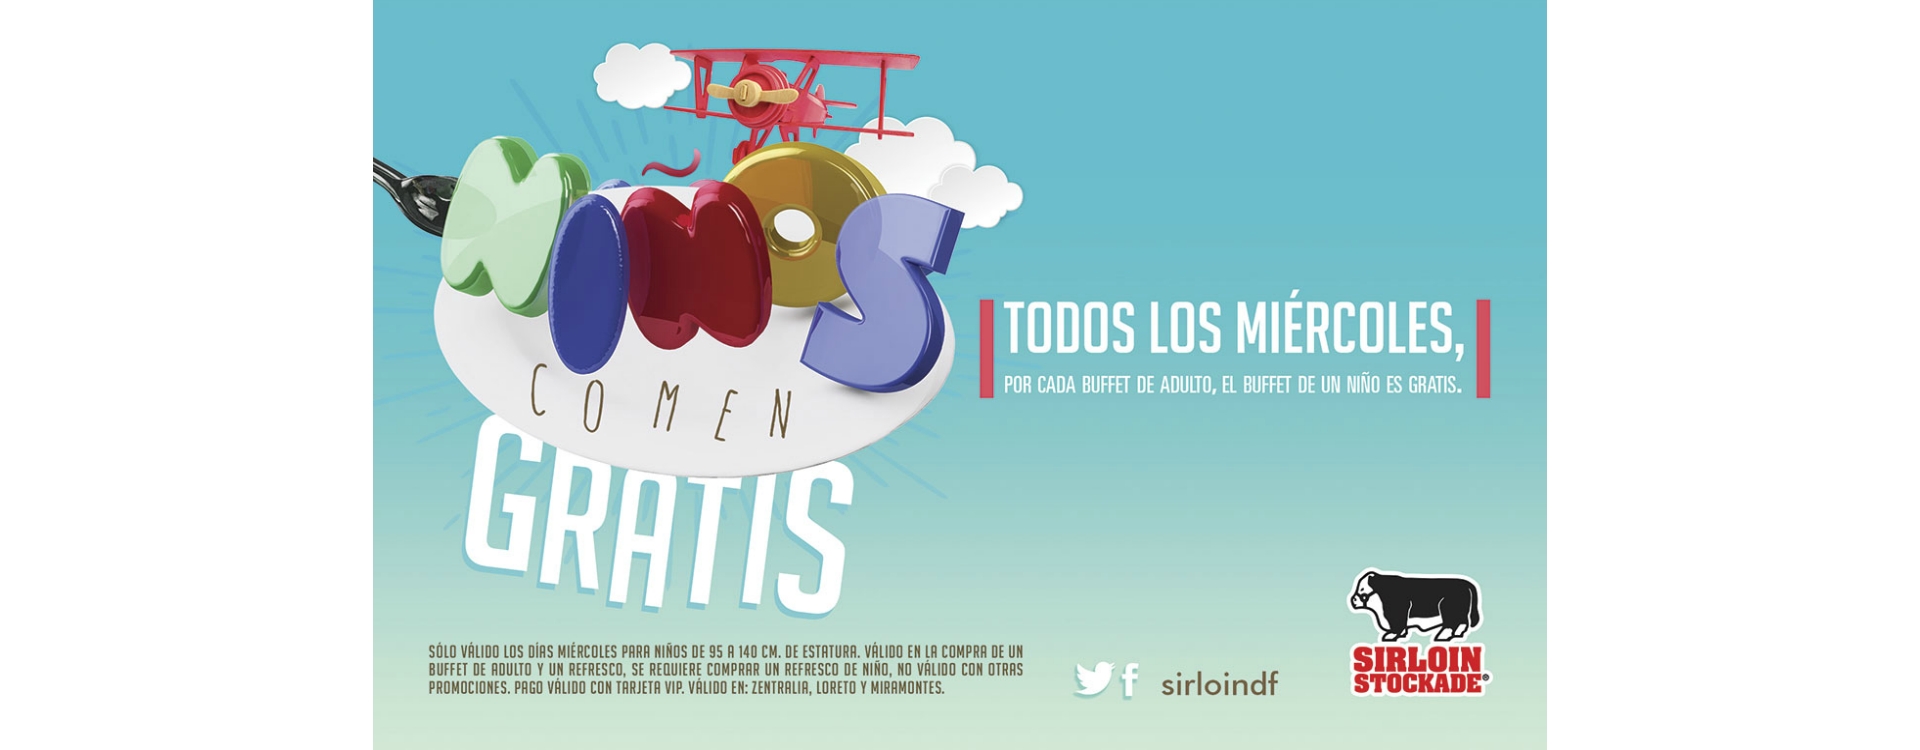 NIÑOS
COMEN
GRATIS
TODOS LOS MIÉRCOLES,
POR CADA BUFFET DE ADULTO, EL BUFFET DE UN NIÑO ES GRATIS.
SÓLO VÁLIDO LOS DÍAS MIÉRCOLES PARA NIÑOS DE 95 A 140 CM. DE ESTATURA. VÁLIDO EN LA COMPRA DE UN
BUFFET DE ADULTO Y UN REFRESCO, SE REQUIERE COMPRAR UN REFRESCO DE NIÑO, NO VÁLIDO CON OTRAS
PROMOCIONES. PAGO VÁLIDO CON TARJETA VIP. VÁLIDO EN: ZENTRALIA, LORETO Y MIRAMONTES.
sirloindf
SIRLOIN
STOCKADE®